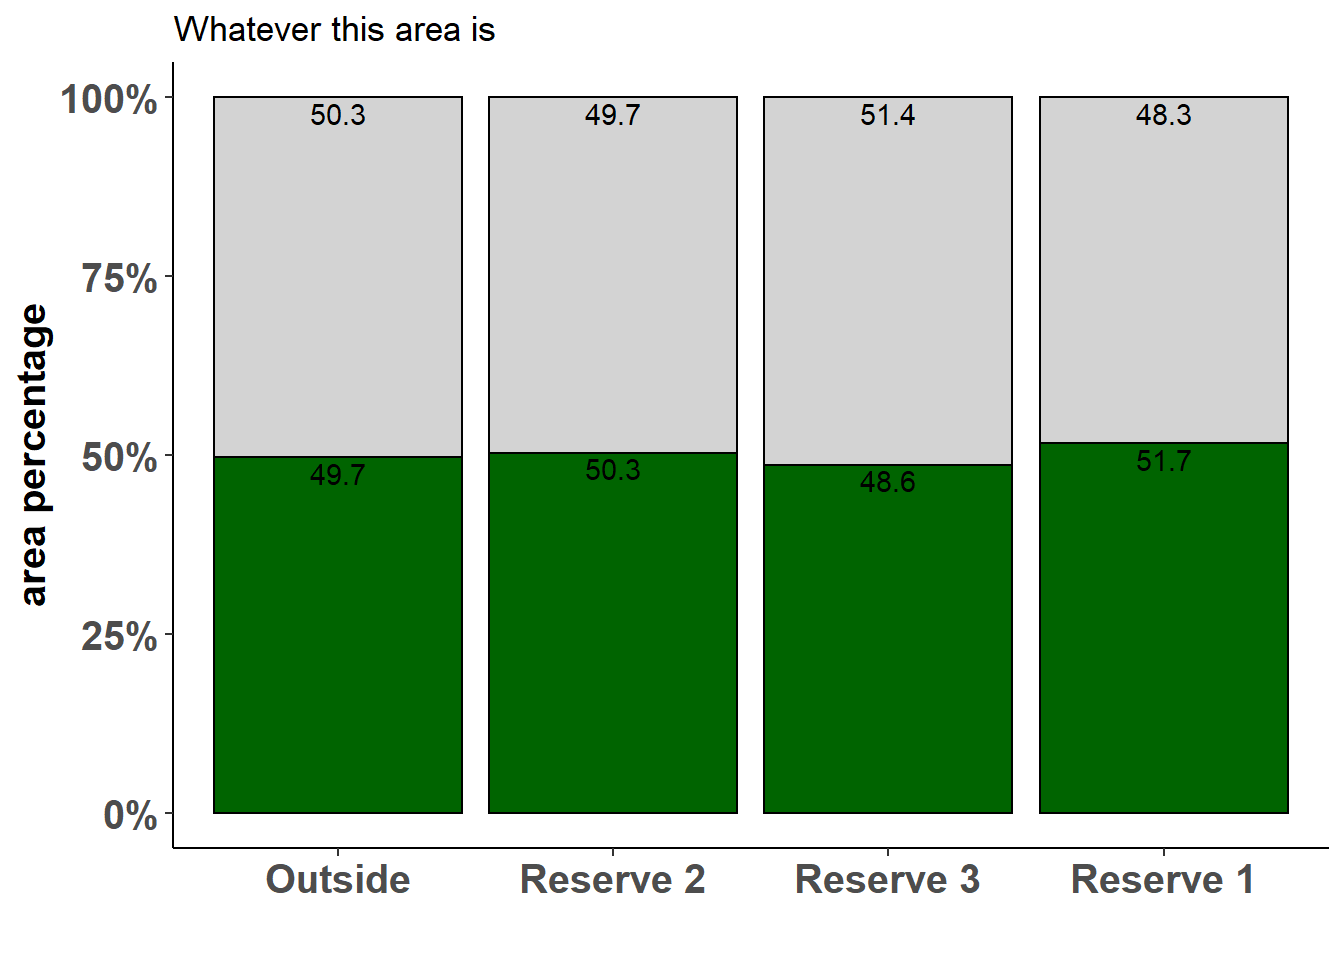 Whatever this area is
100%
75%
50%
25%
0%
area percentage
50.3
49.7
51.4
48.3
49.7
50.3
48.6
51.7
Outside
Reserve 2
Reserve 3
Reserve 1